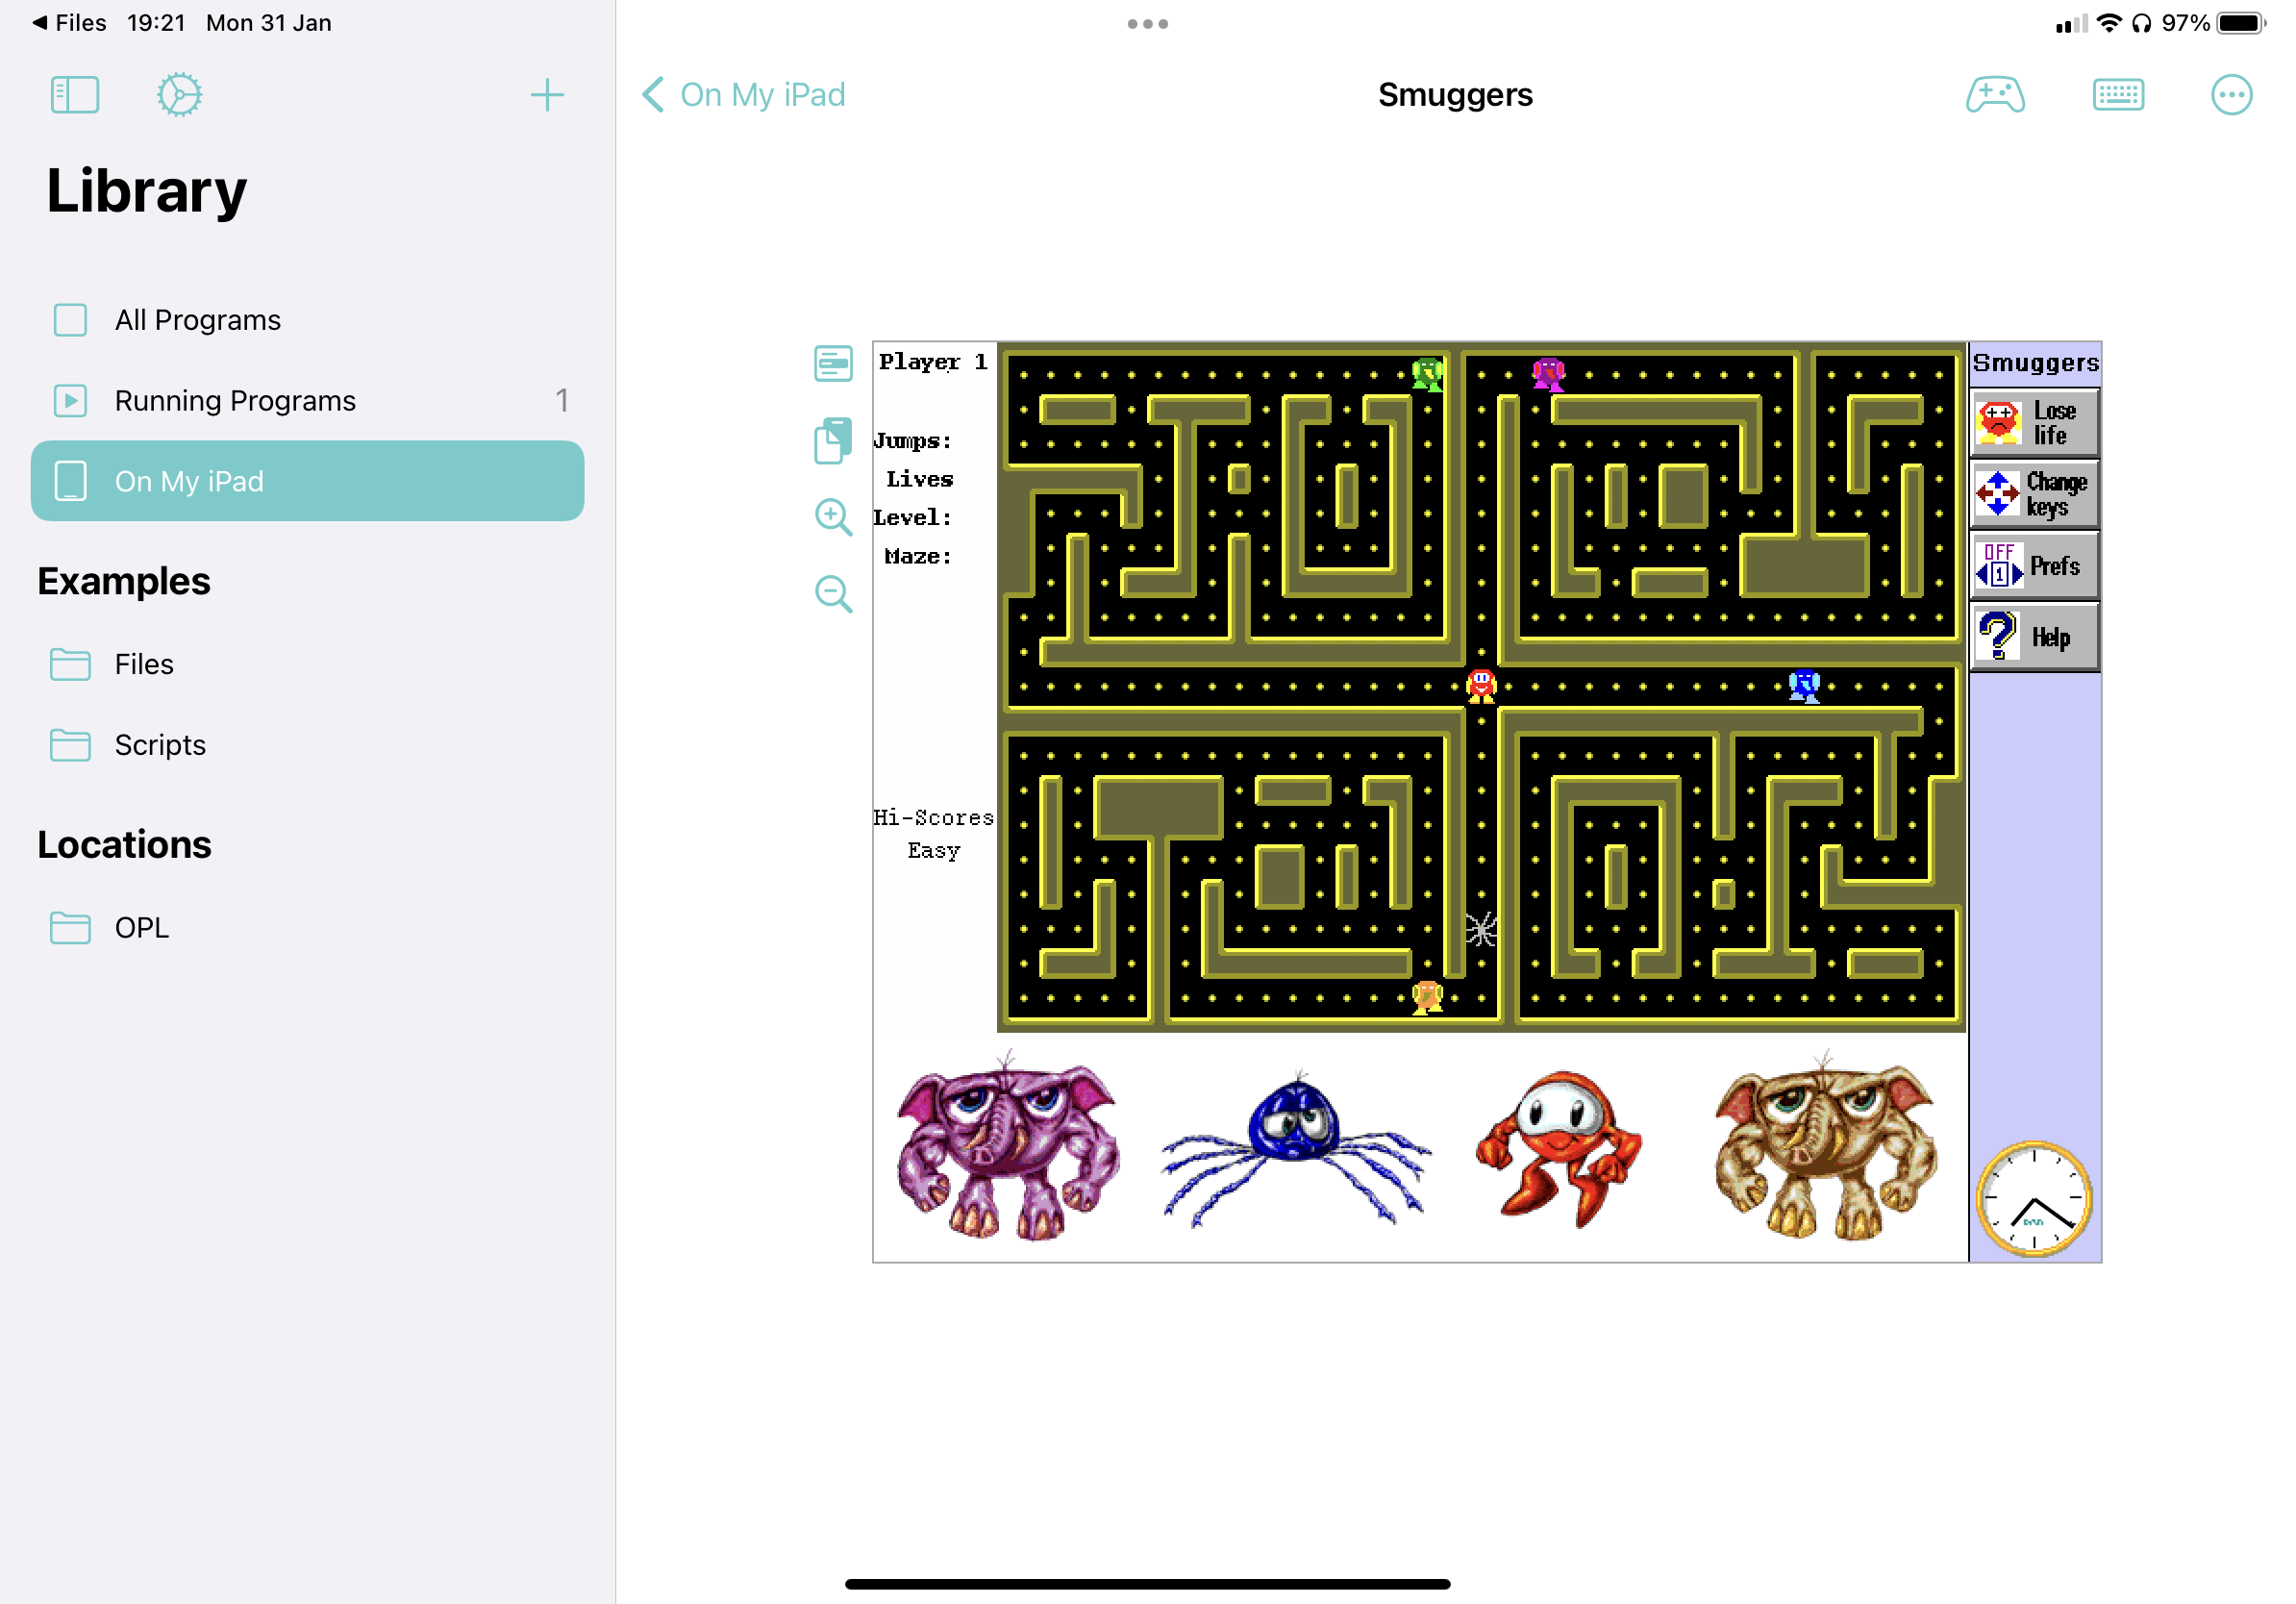 Files 19:21 Mon 31 Jan
97%
Library
All Programs
Running Programs 1
On My iPad
Examples
Files
Scripts
Locations
OPL
On My iPad
Smuggers
Player 1
Jumps:
Lives
Level:
Maze:
Hi-Scores
Easy
Smuggers
Lose
life
Change
keys
OFF
1
Prefs
? Help